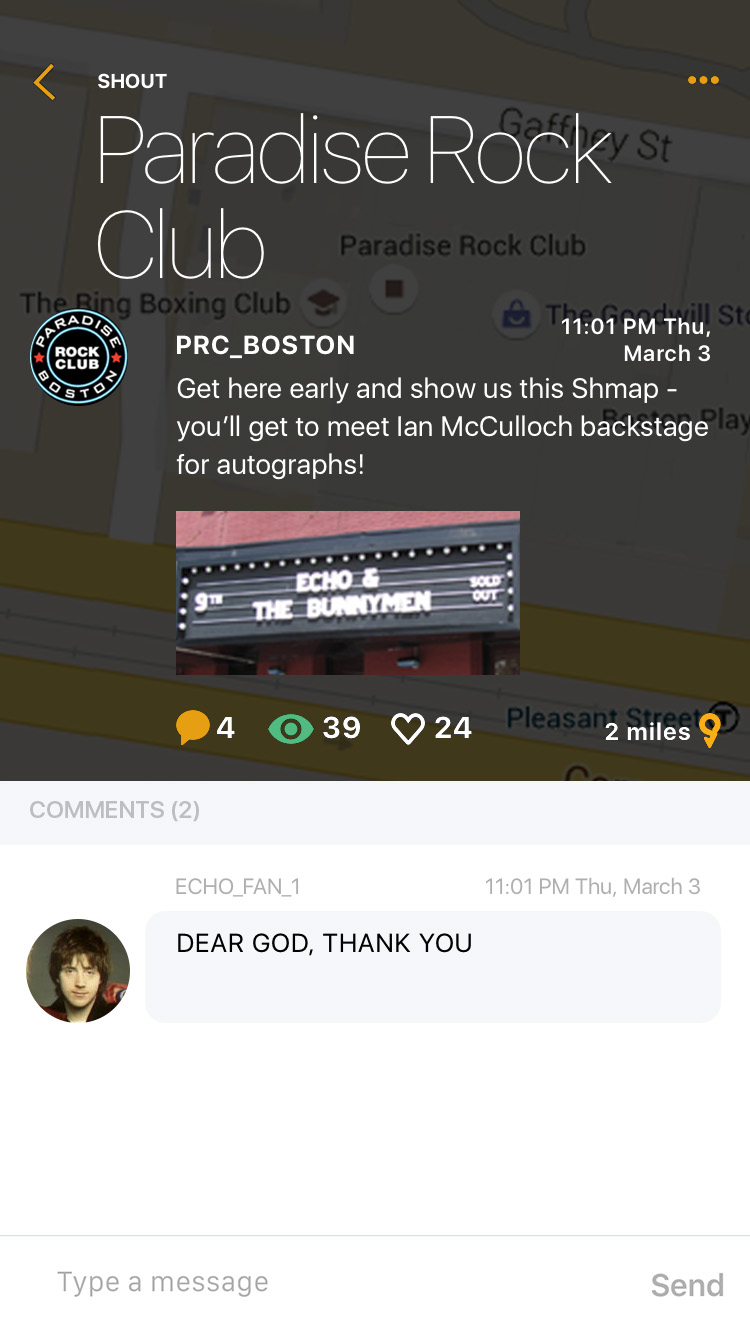 SHOUT
Gaffney St
Paradise Rock
Club
Paradise Rock Club
The Ring Boxing Club
The Goodwill Sto
PARADISE
ROCK
CLUB
BOSTON
PRC_BOSTON
11:01 PM Thu,
March 3
Get here early and show us this Shmap -
you’ll get to meet Ian McCulloch backstage
for autographs!
Boston Play
ECHO &
THE BUNNYMEN
9TH
SOLD
OUT
4
39
24
Pleasant Street
T
2 miles
COMMENTS (2)
ECHO_FAN_1
11:01 PM Thu, March 3
DEAR GOD, THANK YOU
Type a message
Send